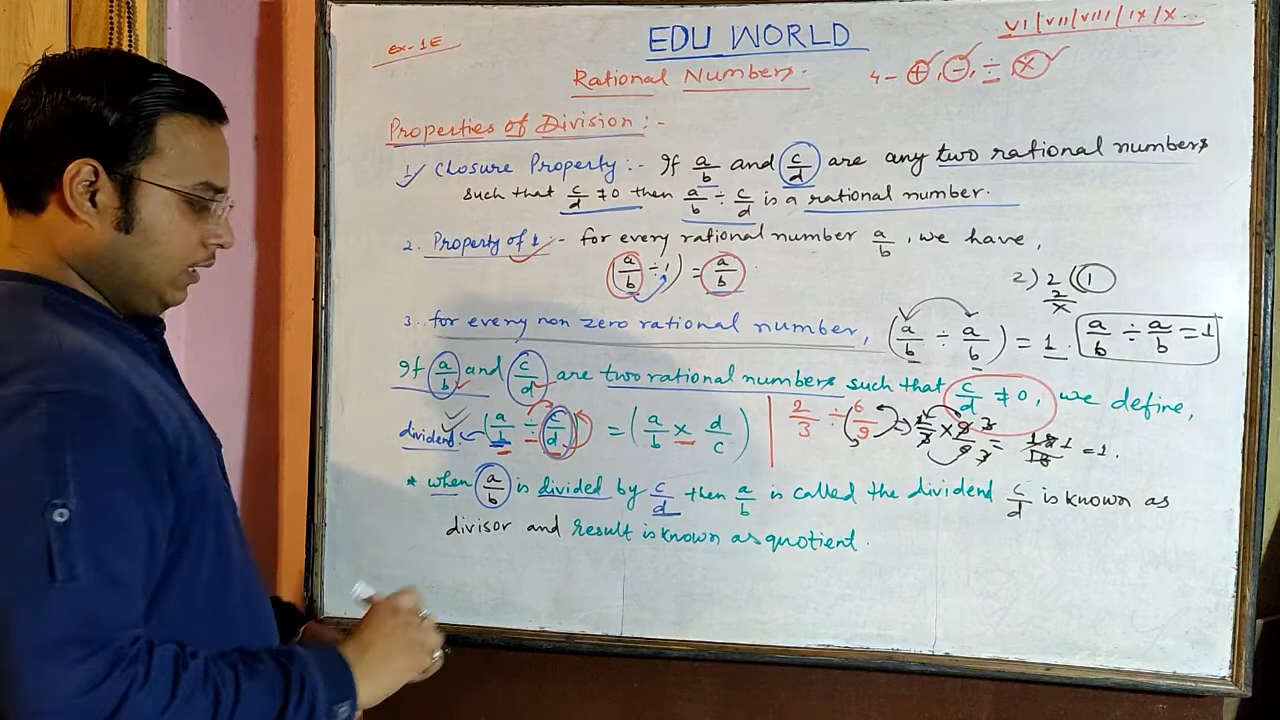 EDU WORLD
VI | VII | VIII | IX | X...
Ex-1E
Rational Numbers.
4 - +, -, ÷ ×
Properties of Division :-
1. Closure Property :- If a/b and c/d are any two rational numbers
such that c/d ≠ 0 then a/b ÷ c/d is a rational number.
2. Property of 1 :- for every rational number a/b, we have,
(a/b ÷ 1) = a/b
2) 2 ( 1
2
×
3. for every non zero rational number, (a/b ÷ a/b) = 1. a/b ÷ a/b = 1
If a/b and c/d are two rational numbers such that c/d ≠ 0, we define,
dividend (a/b ÷ c/d) = (a/b × d/c) | 2/3 ÷ 6/9
= 1.
* when a/b is divided by c/d then a/b is called the dividend c/d is known as
divisor and result is known as quotient.